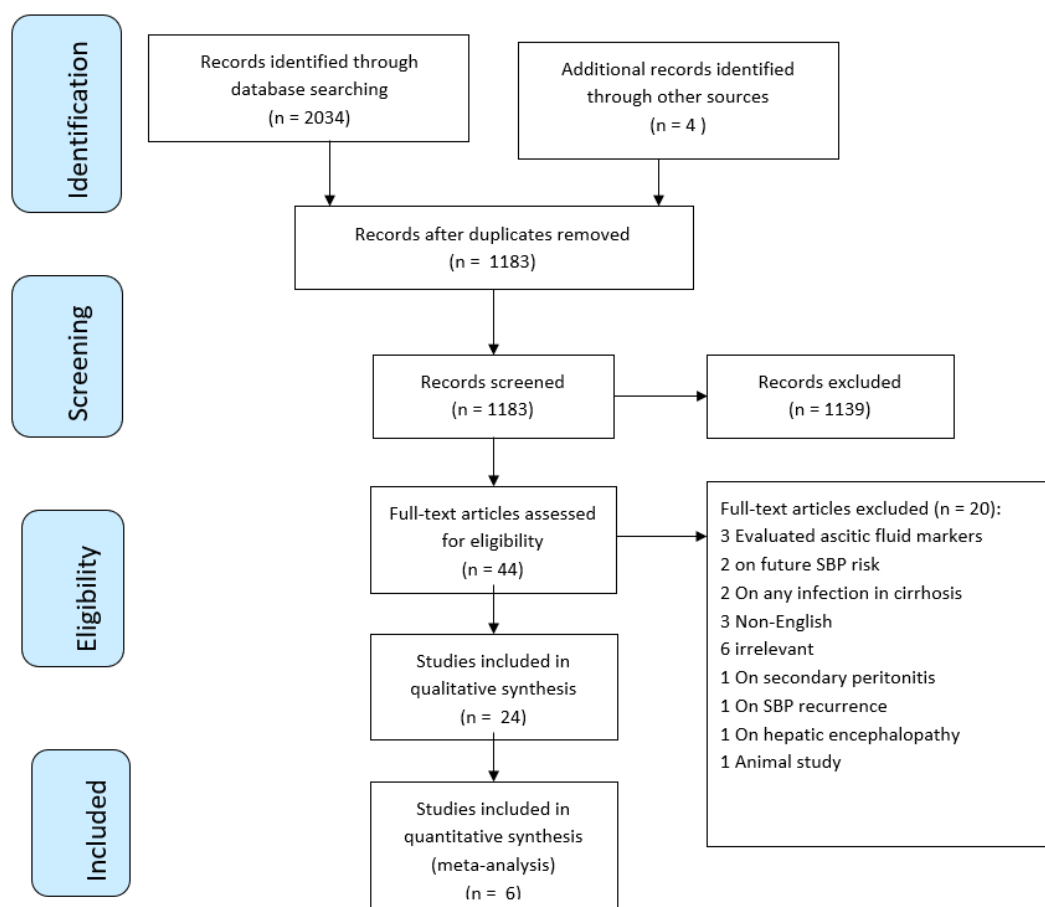 Identification
Records identified through
database searching
(n = 2034)
Additional records identified
through other sources
(n = 4 )
Records after duplicates removed
(n =  1183)
Screening
Records screened
(n = 1183)
Records excluded
(n = 1139)
Eligibility
Full-text articles assessed
for eligibility
(n = 44)
Full-text articles excluded (n = 20):
3 Evaluated ascitic fluid markers
2 on future SBP risk
2 On any infection in cirrhosis
3 Non-English
6 irrelevant
1 On secondary peritonitis
1 On SBP recurrence
1 On hepatic encephalopathy
1 Animal study
Studies included in
qualitative synthesis
(n =  24)
Included
Studies included in
quantitative synthesis
(meta-analysis)
(n =  6)